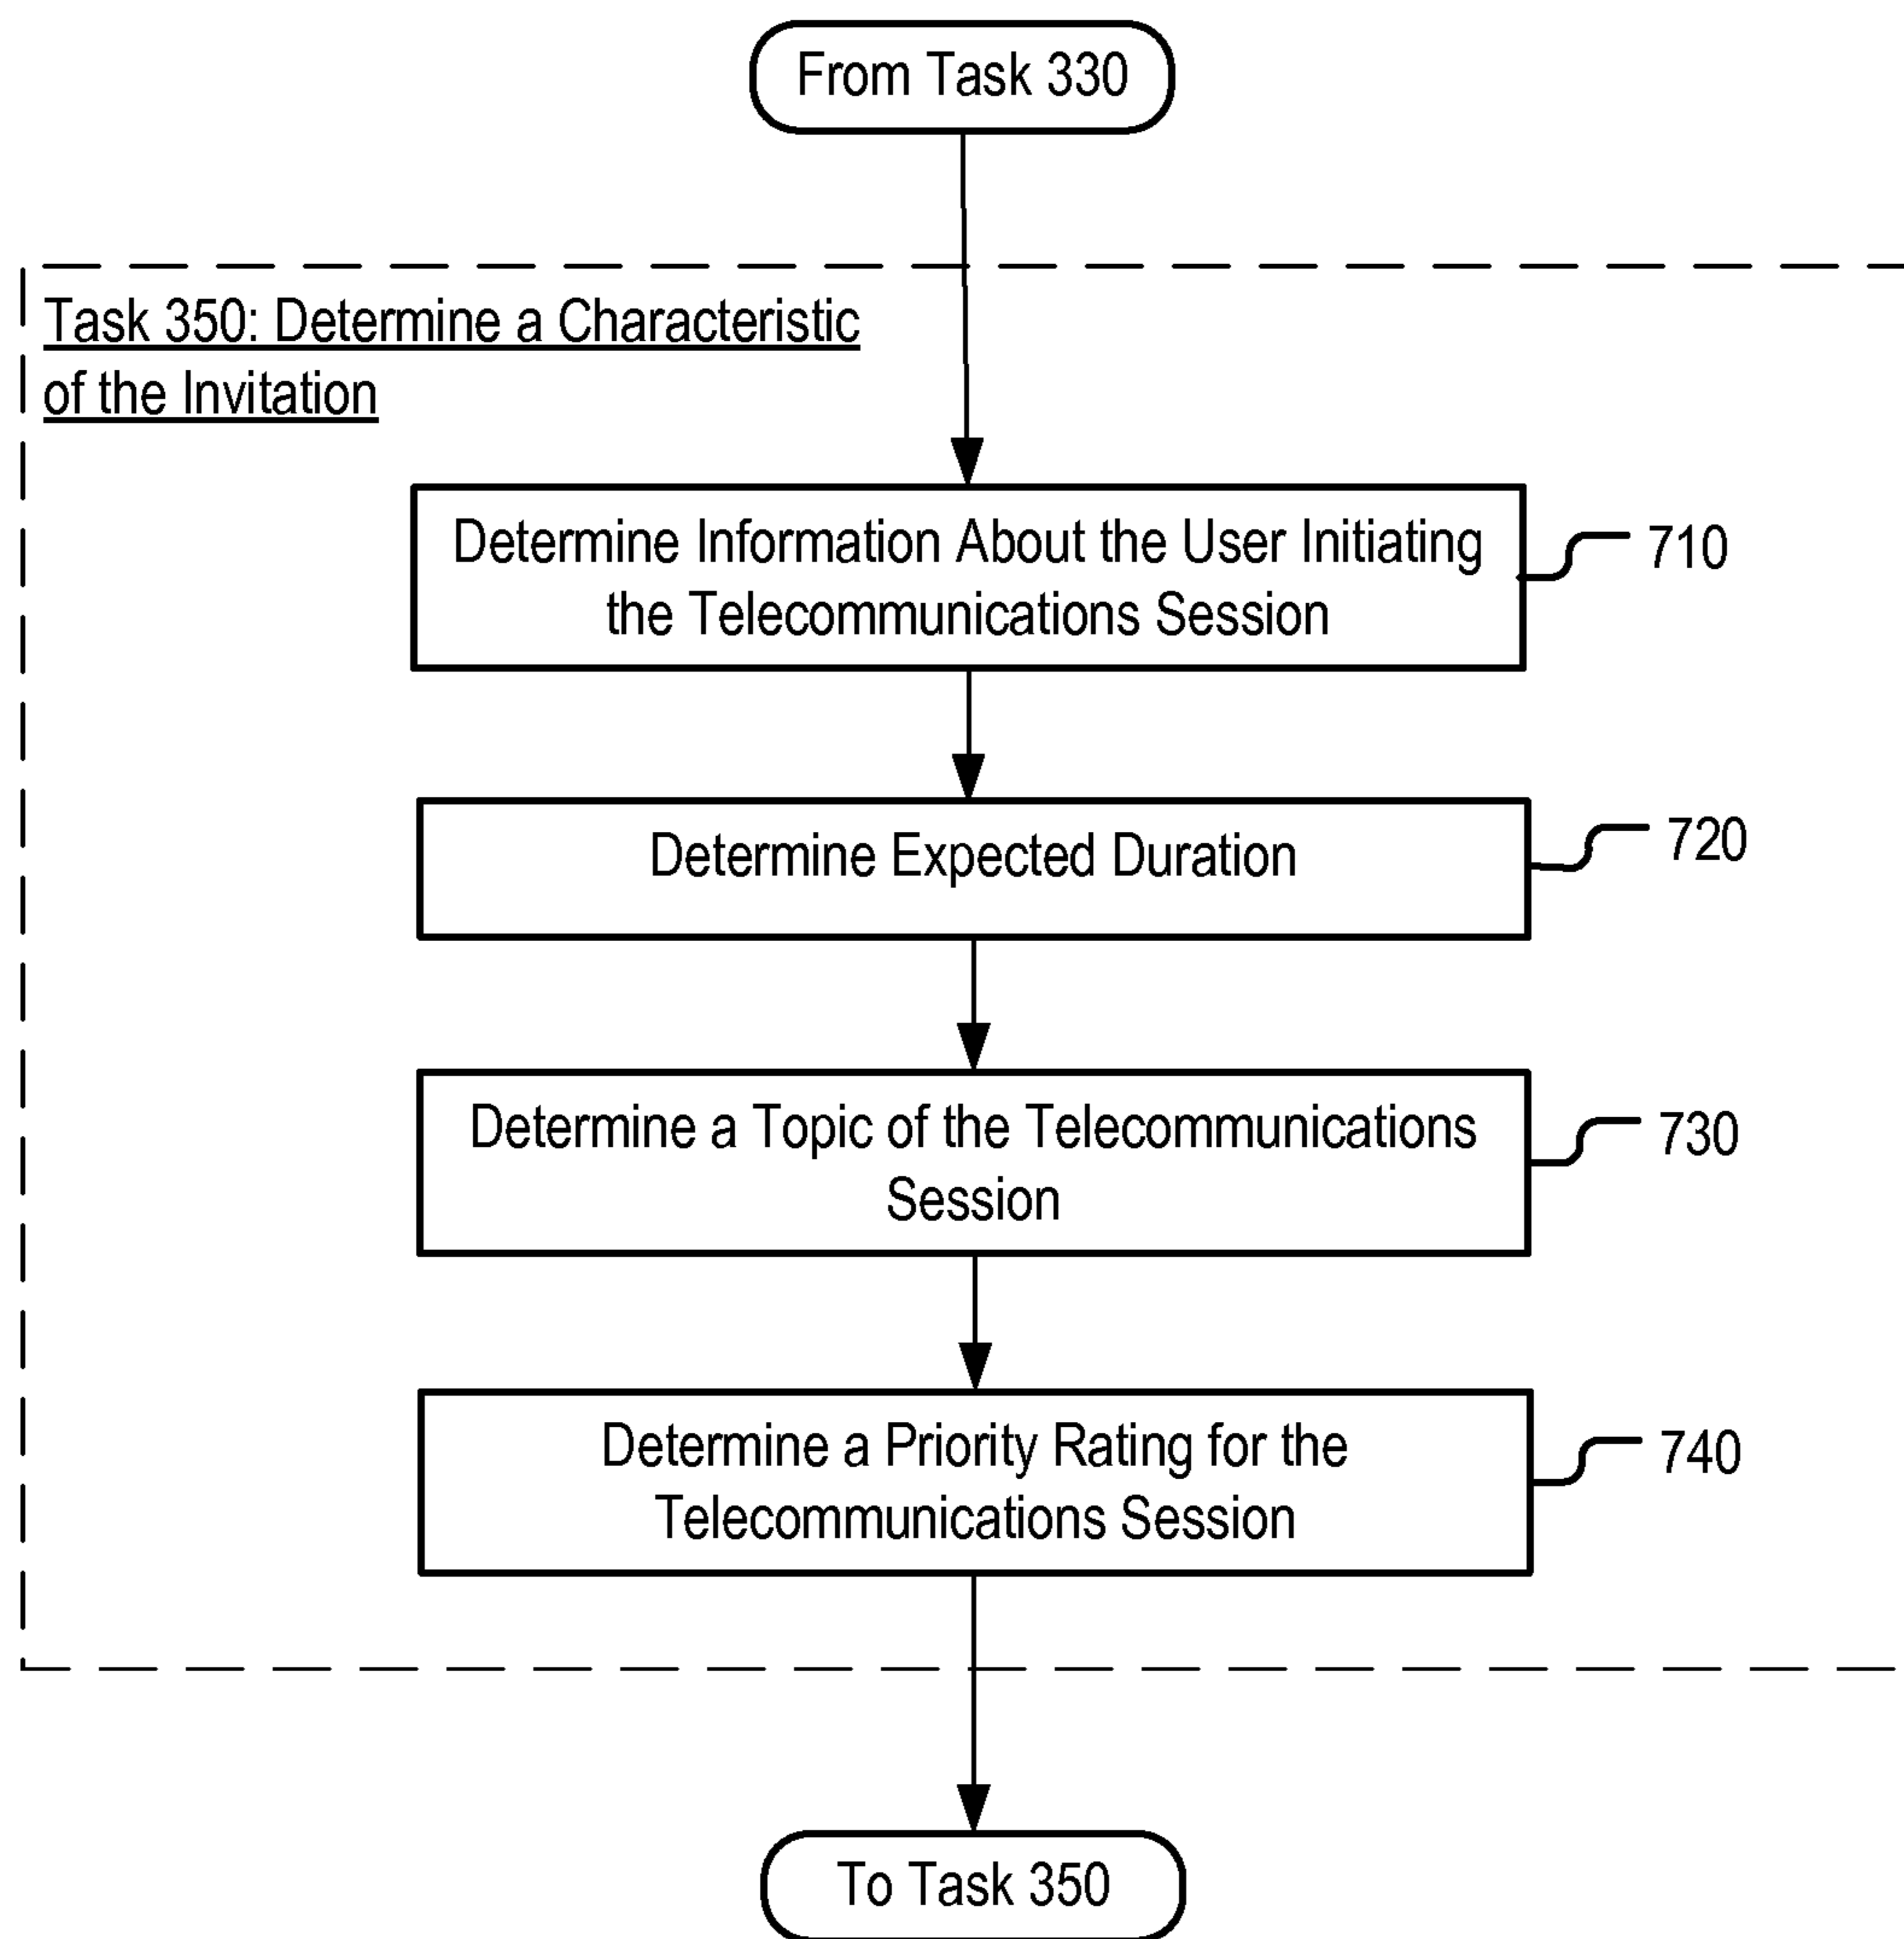 From Task 330
Task 350: Determine a Characteristic
of the Invitation
Determine Information About the User Initiating
the Telecommunications Session
710
Determine Expected Duration
720
Determine a Topic of the Telecommunications
Session
730
Determine a Priority Rating for the
Telecommunications Session
740
To Task 350